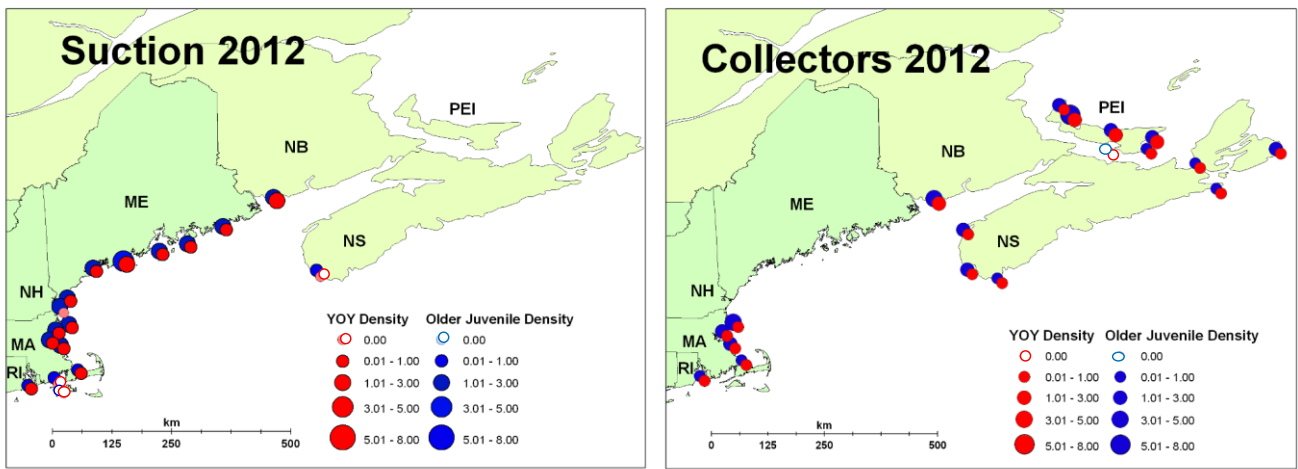 Suction 2012
PEI
NB
ME
NS
NH
MA
RI
YOY Density Older Juvenile Density
0.00 0.00
0.01 - 1.00 0.01 - 1.00
1.01 - 3.00 1.01 - 3.00
3.01 - 5.00 3.01 - 5.00
5.01 - 8.00 5.01 - 8.00
km
0 125 250 500
Collectors 2012
PEI
NB
ME
NS
NH
MA
RI
YOY Density Older Juvenile Density
0.00 0.00
0.01 - 1.00 0.01 - 1.00
1.01 - 3.00 1.01 - 3.00
3.01 - 5.00 3.01 - 5.00
5.01 - 8.00 5.01 - 8.00
km
0 125 250 500